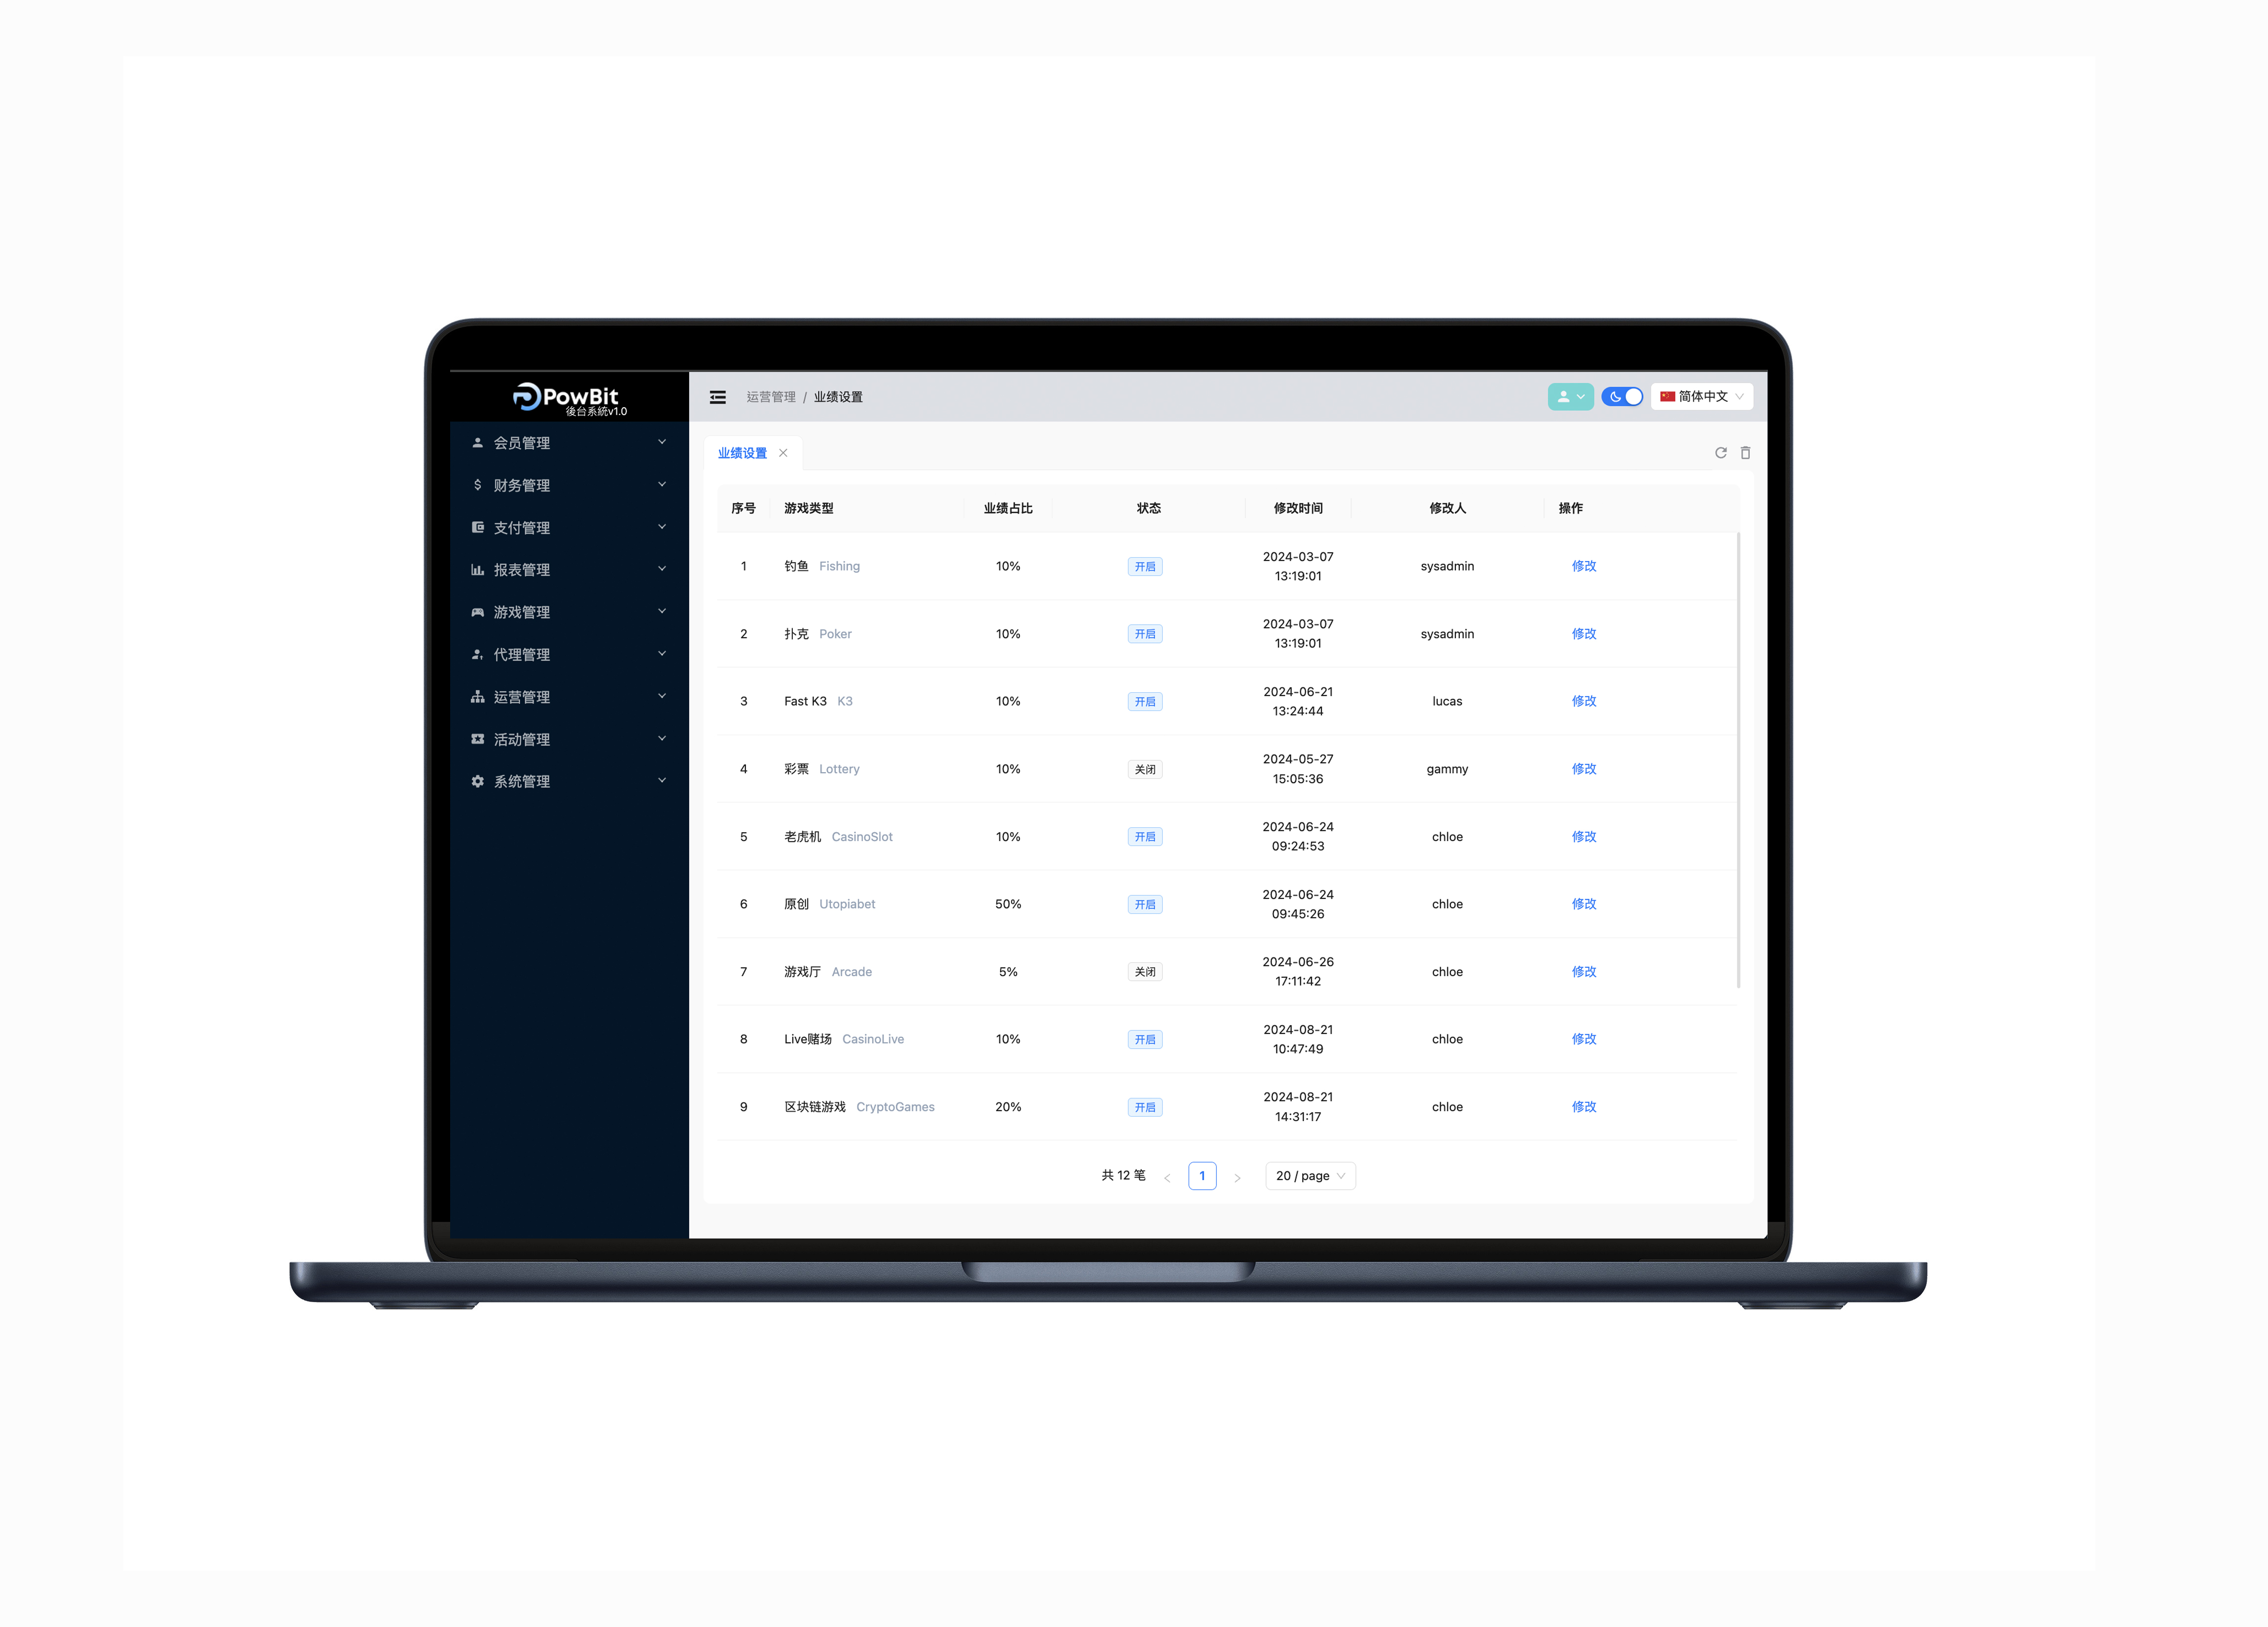 PowBit
後台系統v1.0
运营管理 / 业绩设置
简体中文
会员管理
财务管理
支付管理
报表管理
游戏管理
代理管理
运营管理
活动管理
系统管理
业绩设置
序号 游戏类型 业绩占比 状态 修改时间 修改人 操作
1 钓鱼 Fishing 10% 开启 2024-03-07 13:19:01 sysadmin 修改
2 扑克 Poker 10% 开启 2024-03-07 13:19:01 sysadmin 修改
3 Fast K3 K3 10% 开启 2024-06-21 13:24:44 lucas 修改
4 彩票 Lottery 10% 关闭 2024-05-27 15:05:36 gammy 修改
5 老虎机 CasinoSlot 10% 开启 2024-06-24 09:24:53 chloe 修改
6 原创 Utopiabet 50% 开启 2024-06-24 09:45:26 chloe 修改
7 游戏厅 Arcade 5% 关闭 2024-06-26 17:11:42 chloe 修改
8 Live赌场 CasinoLive 10% 开启 2024-08-21 10:47:49 chloe 修改
9 区块链游戏 CryptoGames 20% 开启 2024-08-21 14:31:17 chloe 修改
共 12 笔 < 1 > 20 / page